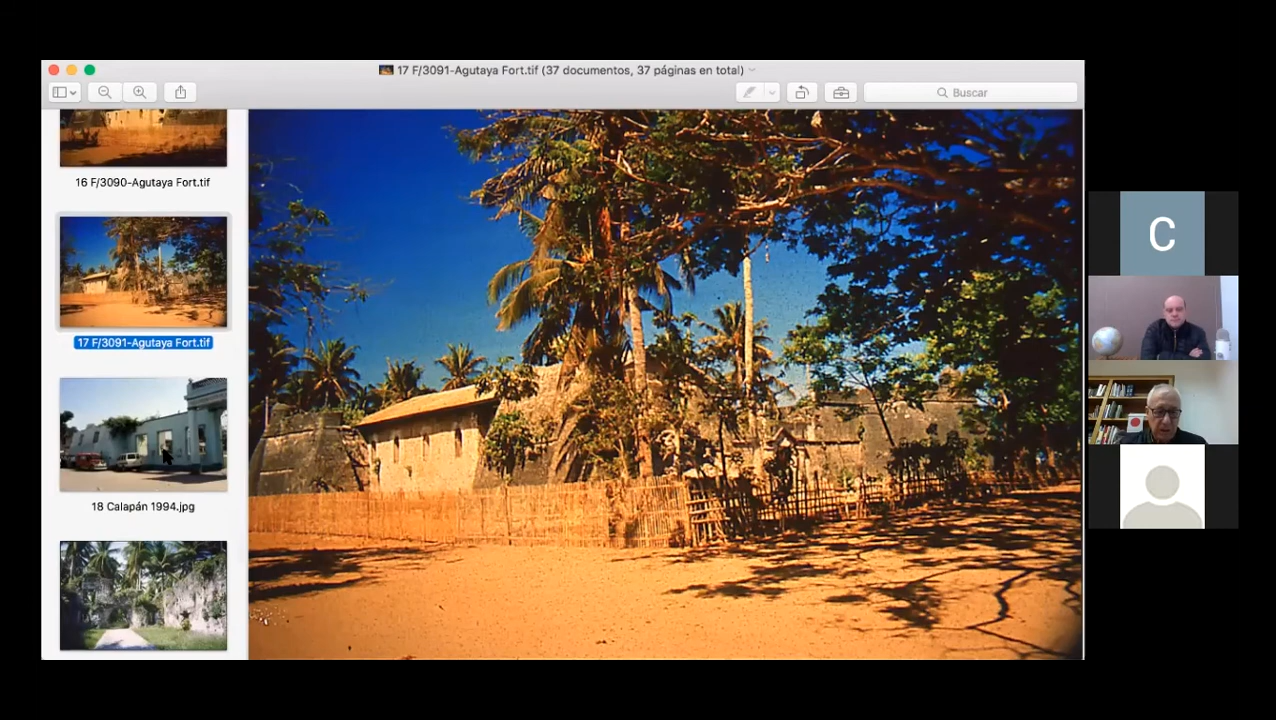 17 F/3091-Agutaya Fort.tif (37 documentos, 37 páginas en total)
Buscar
16 F/3090-Agutaya Fort.tif
17 F/3091-Agutaya Fort.tif
18 Calapán 1994.jpg
C